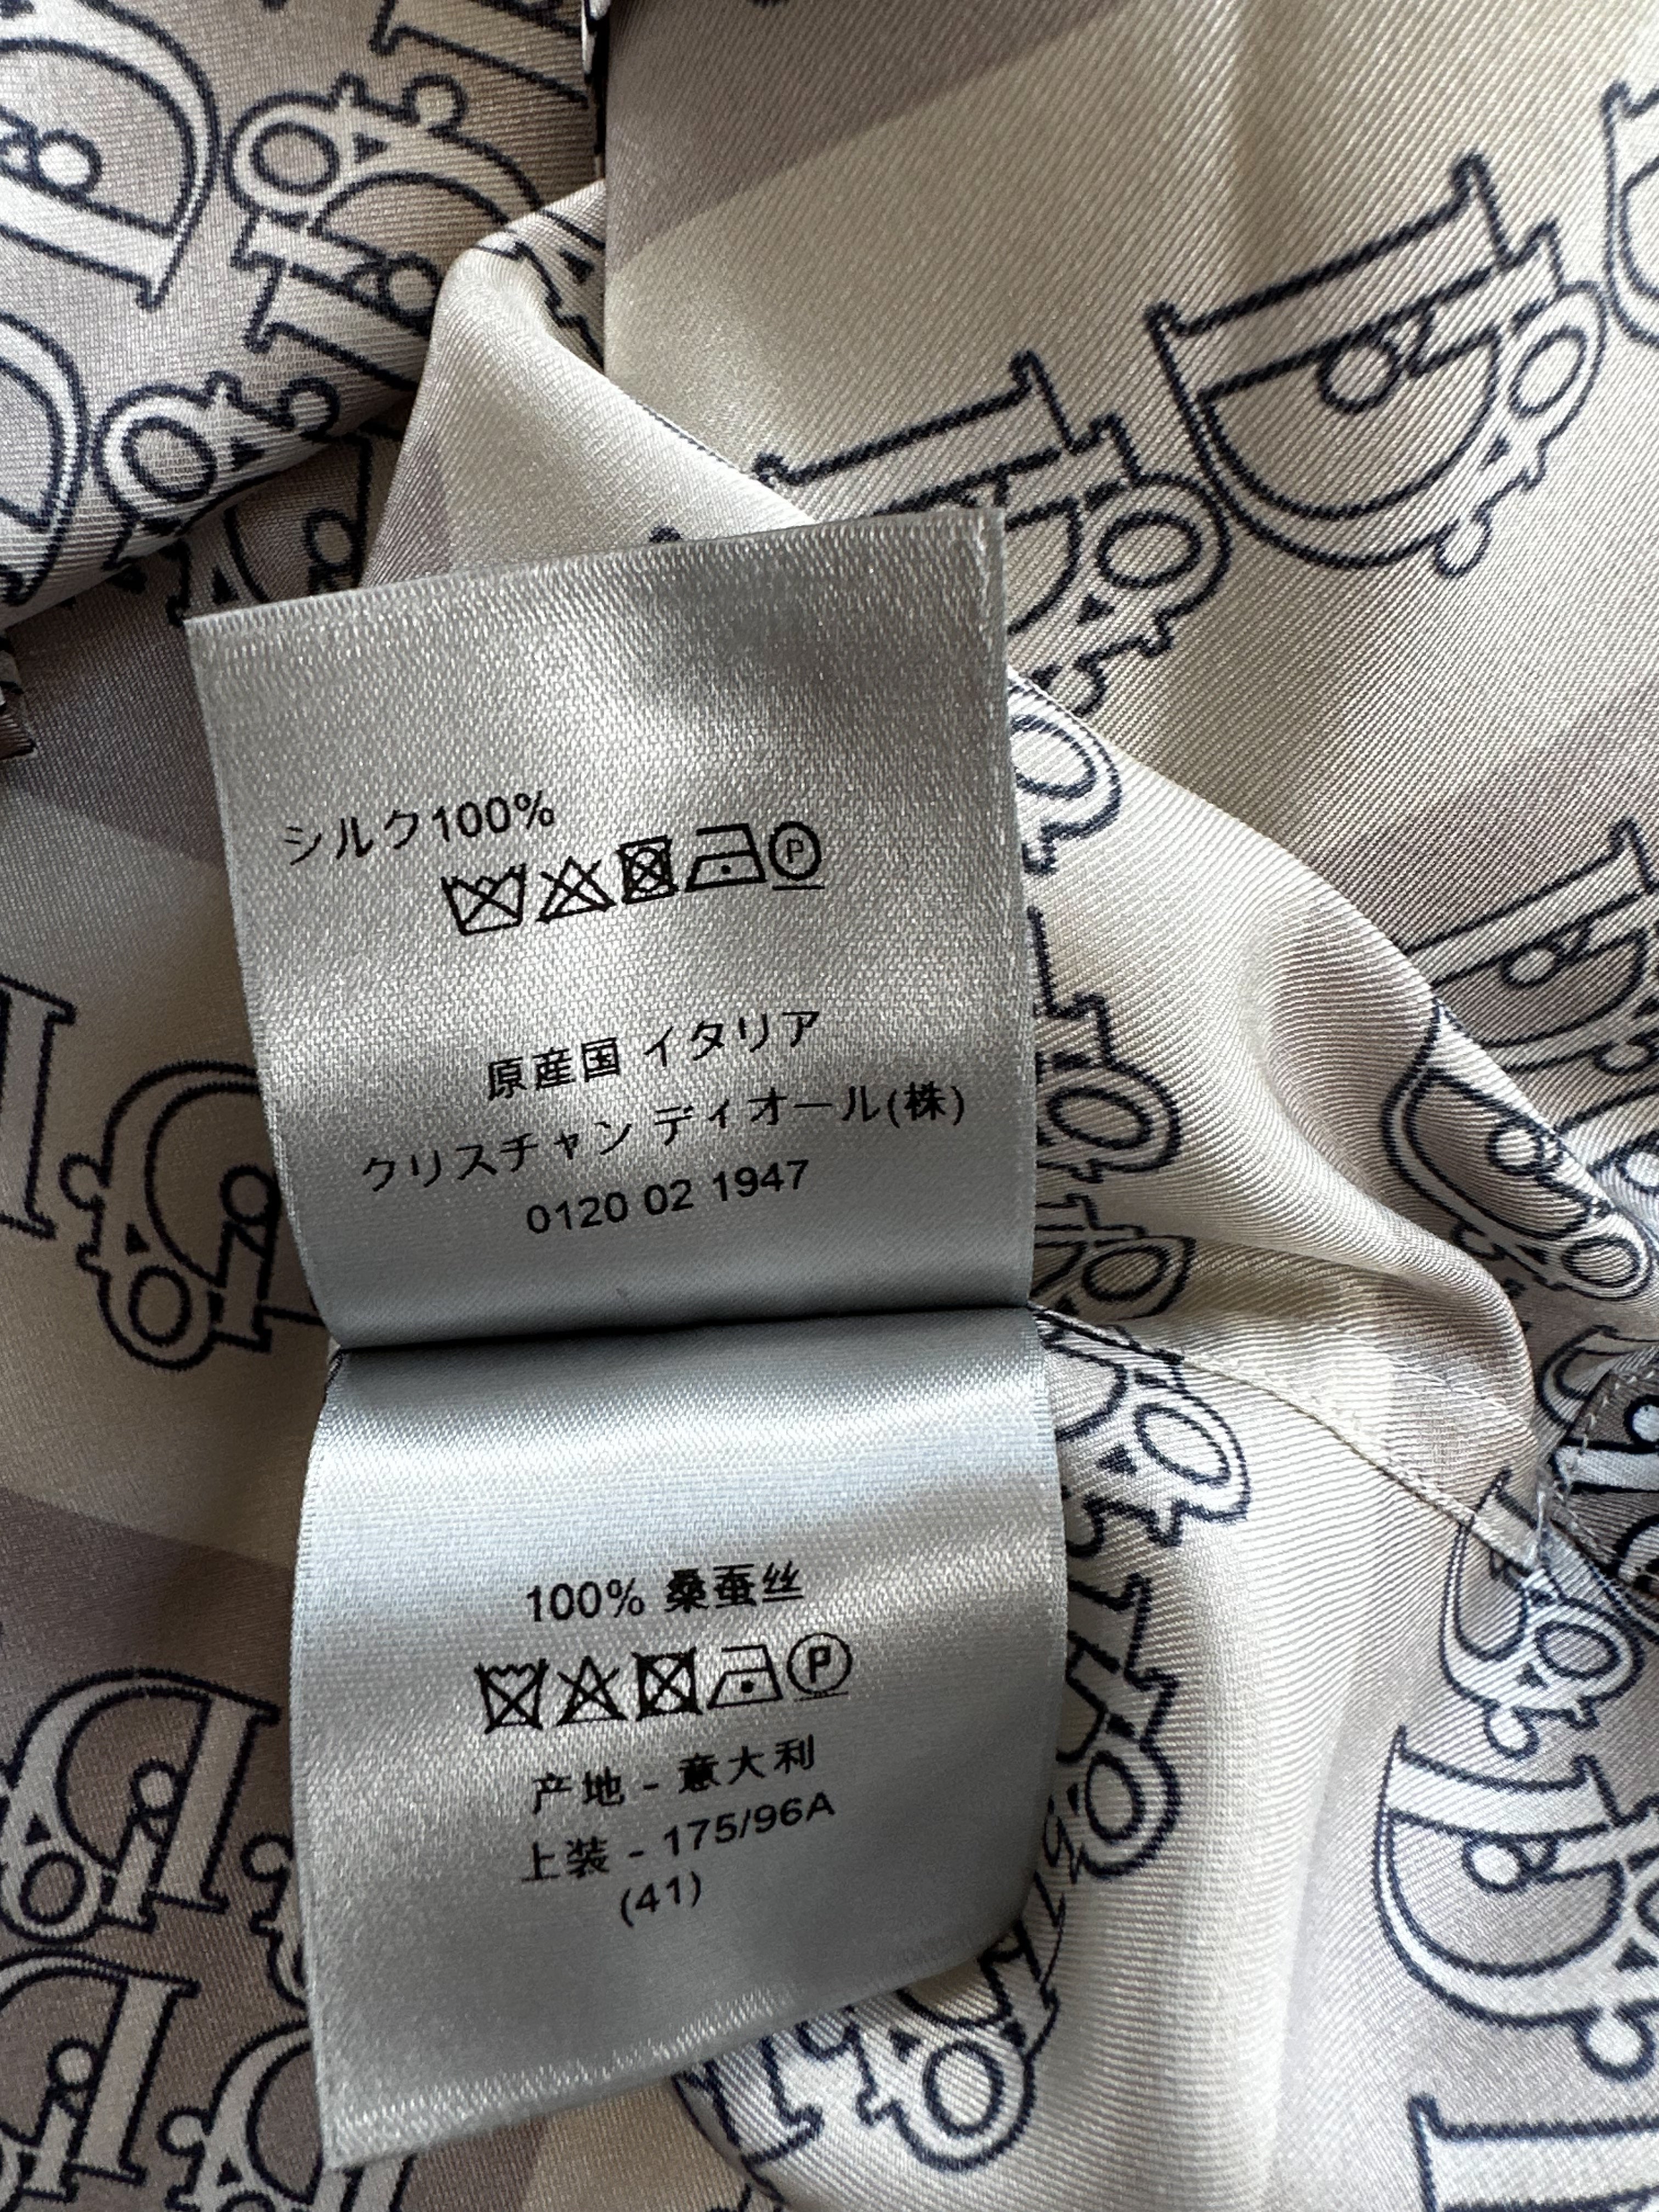 シルク100%
P
原産国 イタリア
クリスチャン ディオール(株)
0120 02 1947
100% 桑蚕丝
P
产地 - 意大利
上装 - 175/96A
(41)